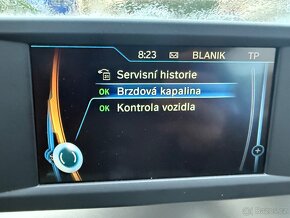 8:23 BLANIK TP
Servisní historie
OK Brzdová kapalina
OK Kontrola vozidla